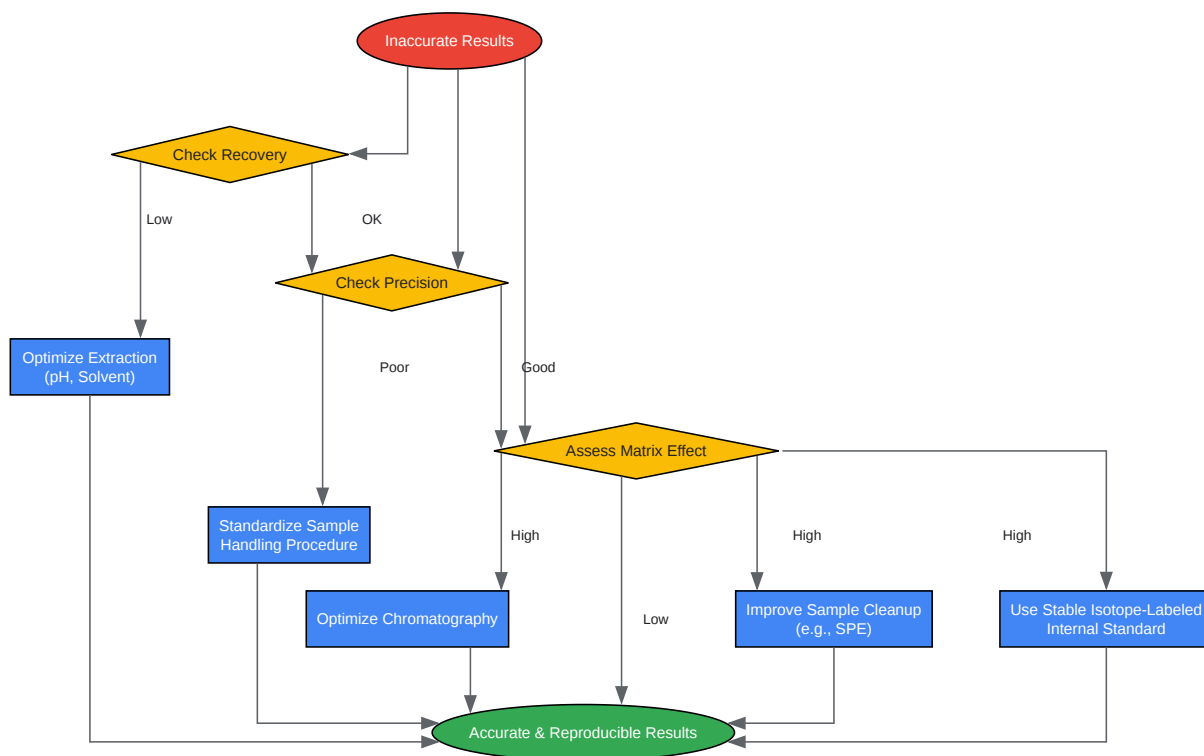 Inaccurate Results
Check Recovery
Low
OK
Check Precision
Optimize Extraction
(pH, Solvent)
Poor
Good
Assess Matrix Effect
Standardize Sample
Handling Procedure
High
High
High
Optimize Chromatography
Low
Improve Sample Cleanup
(e.g., SPE)
Use Stable Isotope-Labeled
Internal Standard
Accurate & Reproducible Results